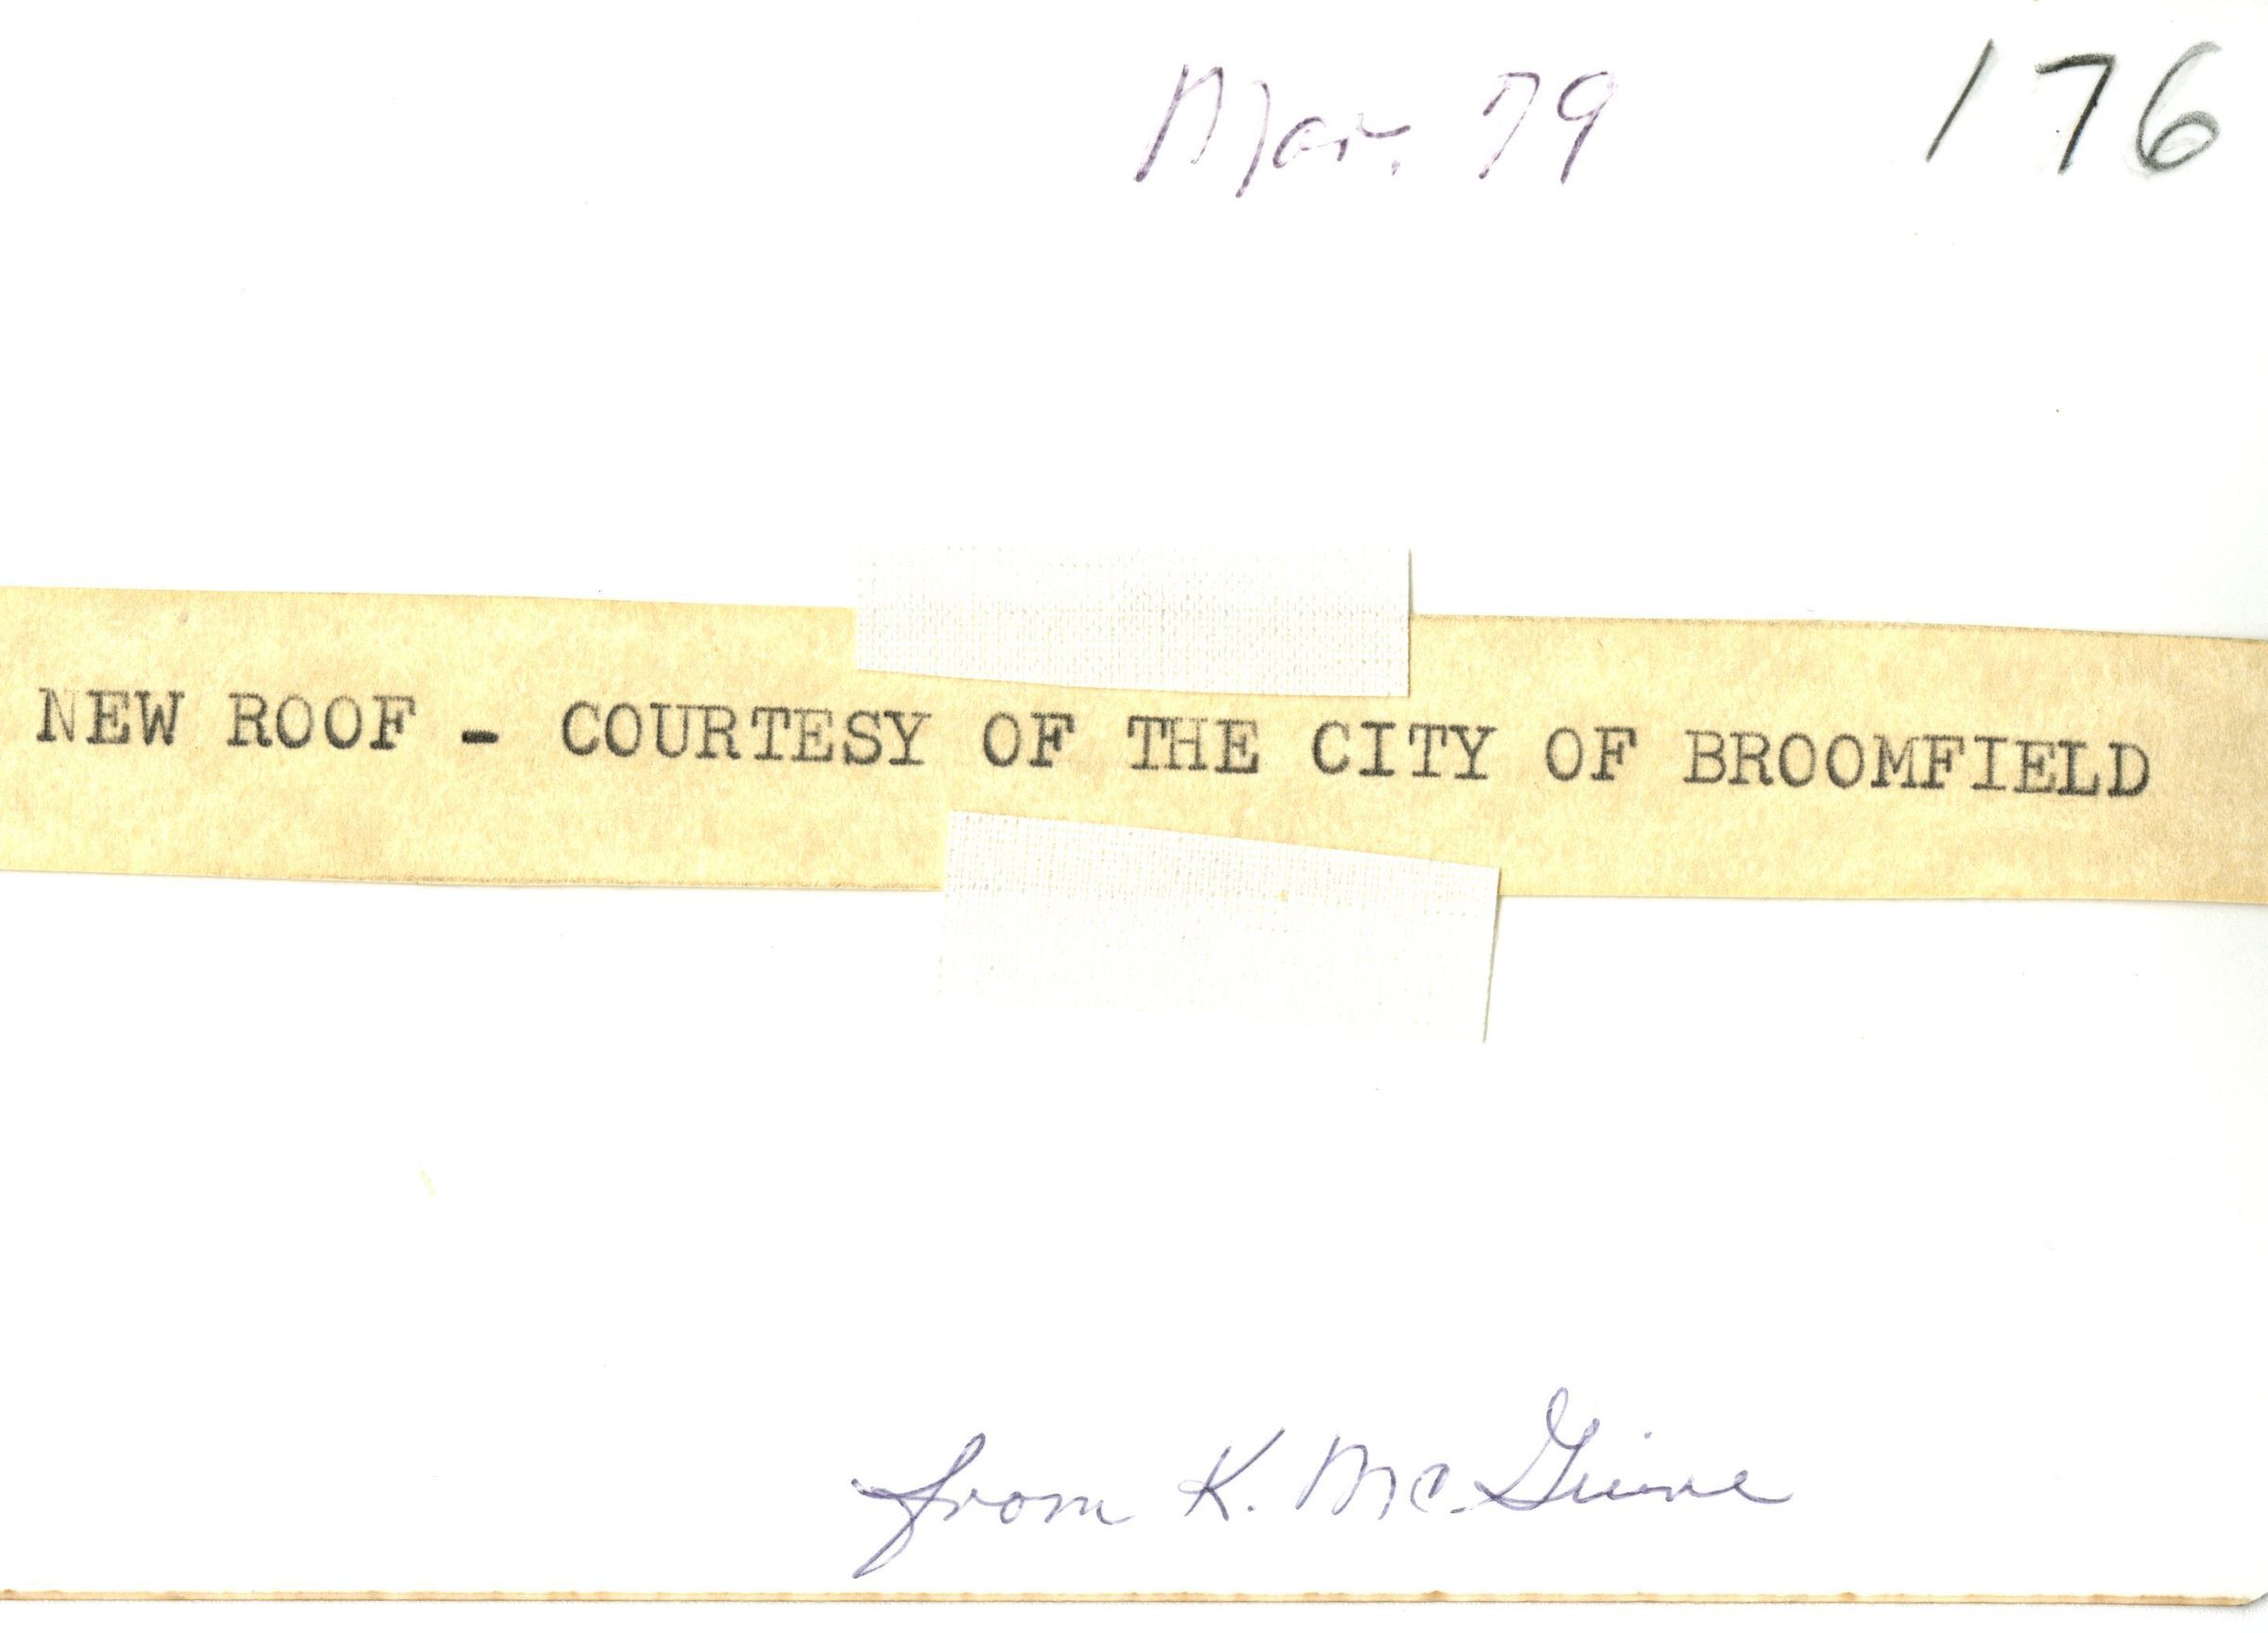 Mar. 79 176
NEW ROOF - COURTESY OF THE CITY OF BROOMFIELD
from K. McGuire